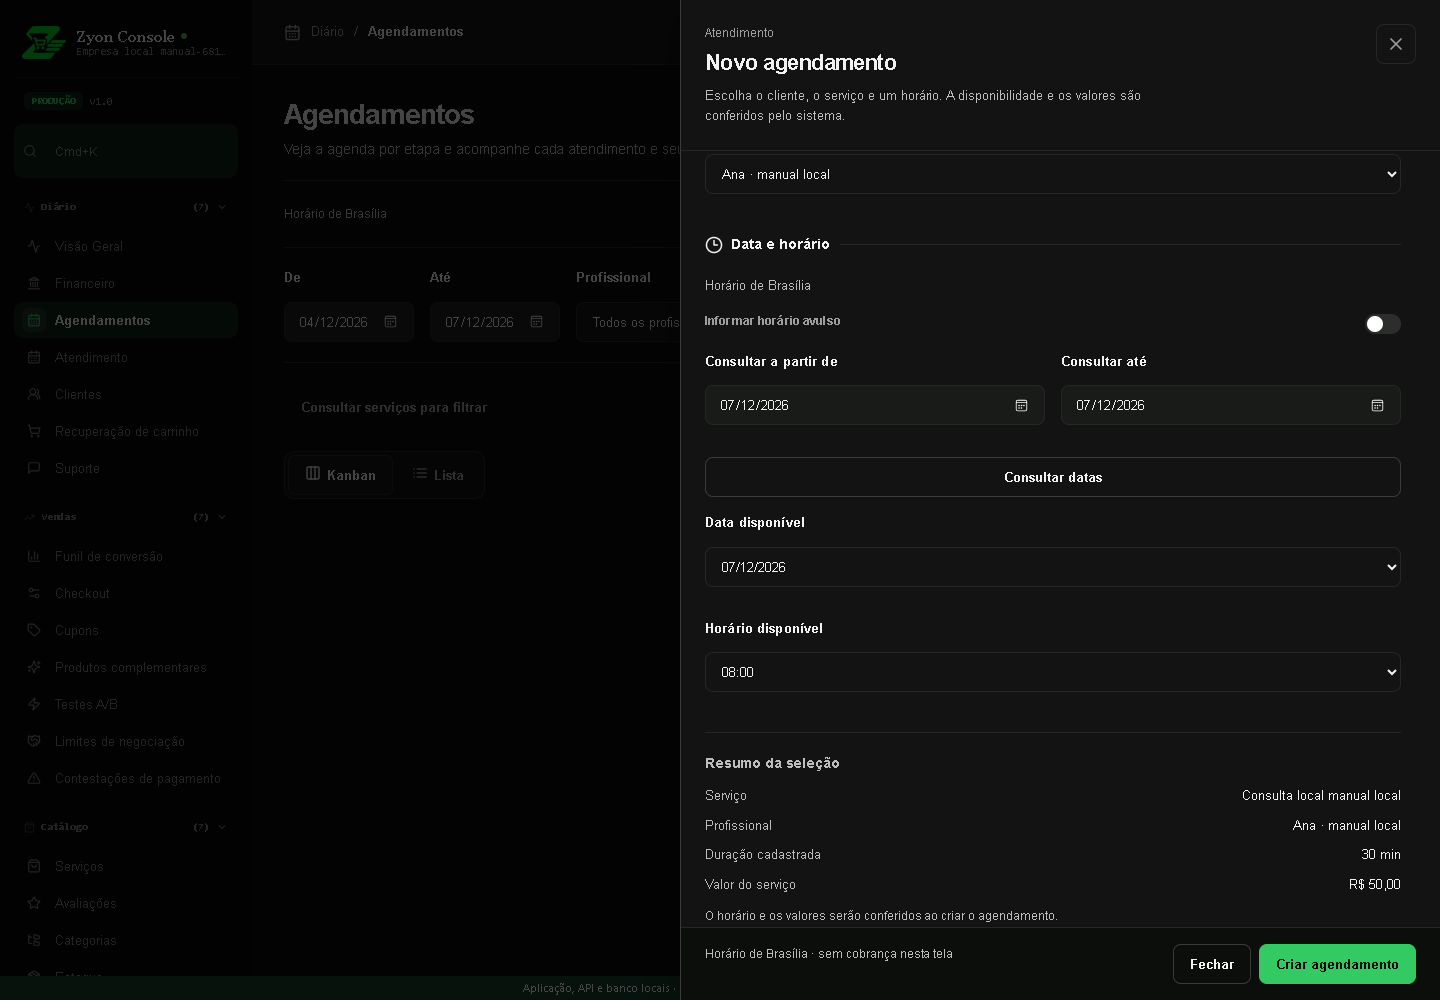 Zyon Console
Empresa local manual-681…
PRODUÇÃO v1.0
Cmd+K
Diário (7)
Visão Geral
Financeiro
Agendamentos
Atendimento
Clientes
Recuperação de carrinho
Suporte
Vendas (7)
Funil de conversão
Checkout
Cupons
Produtos complementares
Testes A/B
Limites de negociação
Contestações de pagamento
Catálogo (7)
Serviços
Avaliações
Categorias
Diário / Agendamentos
Agendamentos
Veja a agenda por etapa e acompanhe cada atendimento e
Horário de Brasília
De Até Profissional
04/12/2026 07/12/2026 Todos os profis
Consultar serviços para filtrar
Kanban Lista
Aplicação, API e banco locais ·
Atendimento
Novo agendamento
Escolha o cliente, o serviço e um horário. A disponibilidade e os valores são
conferidos pelo sistema.
Ana · manual local
Data e horário
Horário de Brasília
Informar horário avulso
Consultar a partir de Consultar até
07/12/2026 07/12/2026
Consultar datas
Data disponível
07/12/2026
Horário disponível
08:00
Resumo da seleção
Serviço Consulta local manual local
Profissional Ana · manual local
Duração cadastrada 30 min
Valor do serviço R$ 50,00
O horário e os valores serão conferidos ao criar o agendamento.
Horário de Brasília · sem cobrança nesta tela
Fechar Criar agendamento